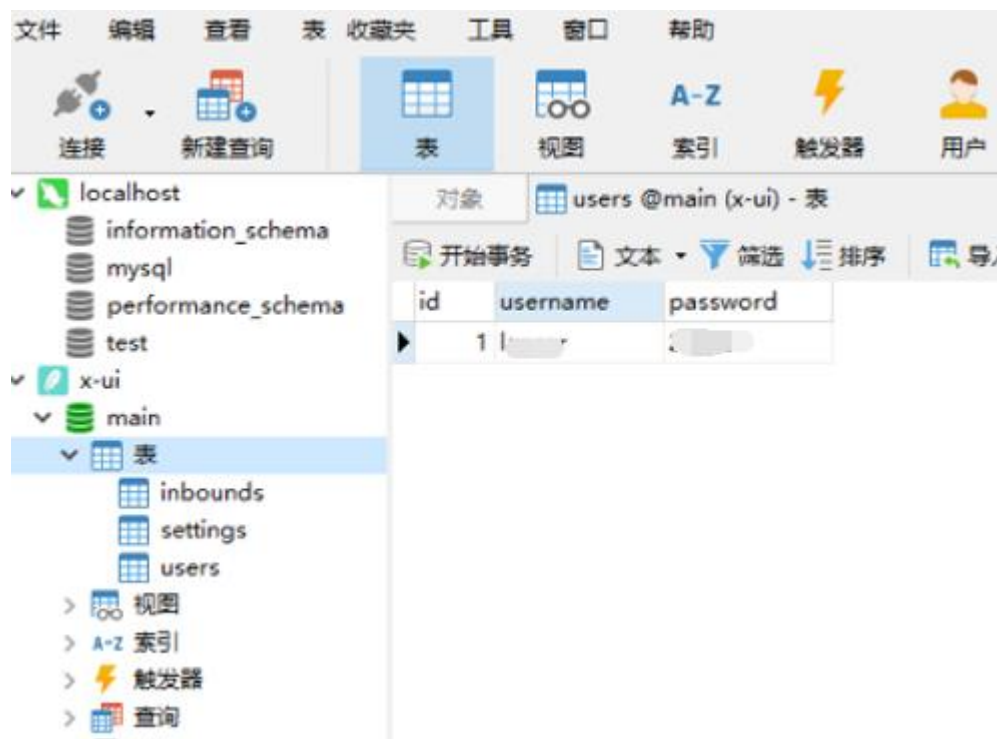 文件 编辑 查看 表 收藏夹 工具 窗口 帮助
连接 新建查询 表 视图 A-Z 索引 触发器 用户
localhost
information_schema
mysql
performance_schema
test
x-ui
main
表
inbounds
settings
users
视图
A-Z 索引
触发器
查询
对象 users @main (x-ui) - 表
开始事务 文本 筛选 排序
id username password
1